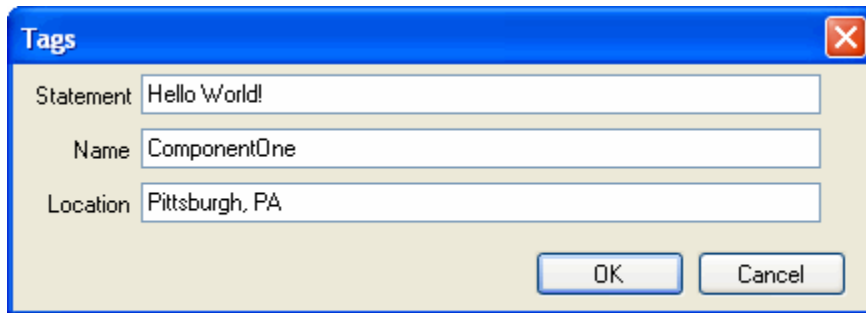 Tags
Statement Hello World!
Name ComponentOne
Location Pittsburgh, PA
OK Cancel